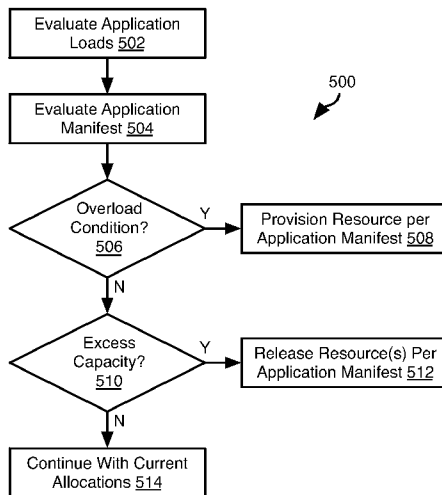 Evaluate Application
Loads 502
500
Evaluate Application
Manifest 504
Overload
Condition?
506
Y
Provision Resource per
Application Manifest 508
N
Excess
Capacity?
510
Y
Release Resource(s) Per
Application Manifest 512
N
Continue With Current
Allocations 514